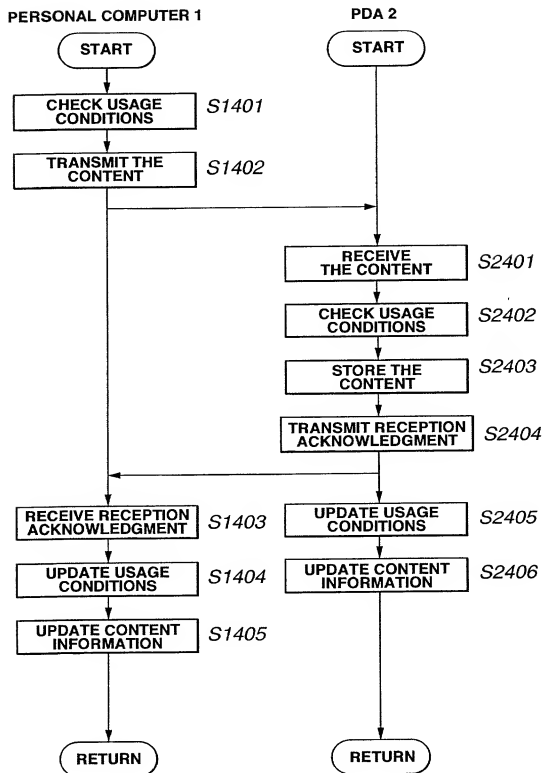 PERSONAL COMPUTER 1
PDA 2
START
START
CHECK USAGE
CONDITIONS
S1401
TRANSMIT THE
CONTENT
S1402
RECEIVE
THE CONTENT
S2401
CHECK USAGE
CONDITIONS
S2402
STORE THE
CONTENT
S2403
TRANSMIT RECEPTION
ACKNOWLEDGMENT
S2404
RECEIVE RECEPTION
ACKNOWLEDGMENT
S1403
UPDATE USAGE
CONDITIONS
S2405
UPDATE USAGE
CONDITIONS
S1404
UPDATE CONTENT
INFORMATION
S2406
UPDATE CONTENT
INFORMATION
S1405
RETURN
RETURN